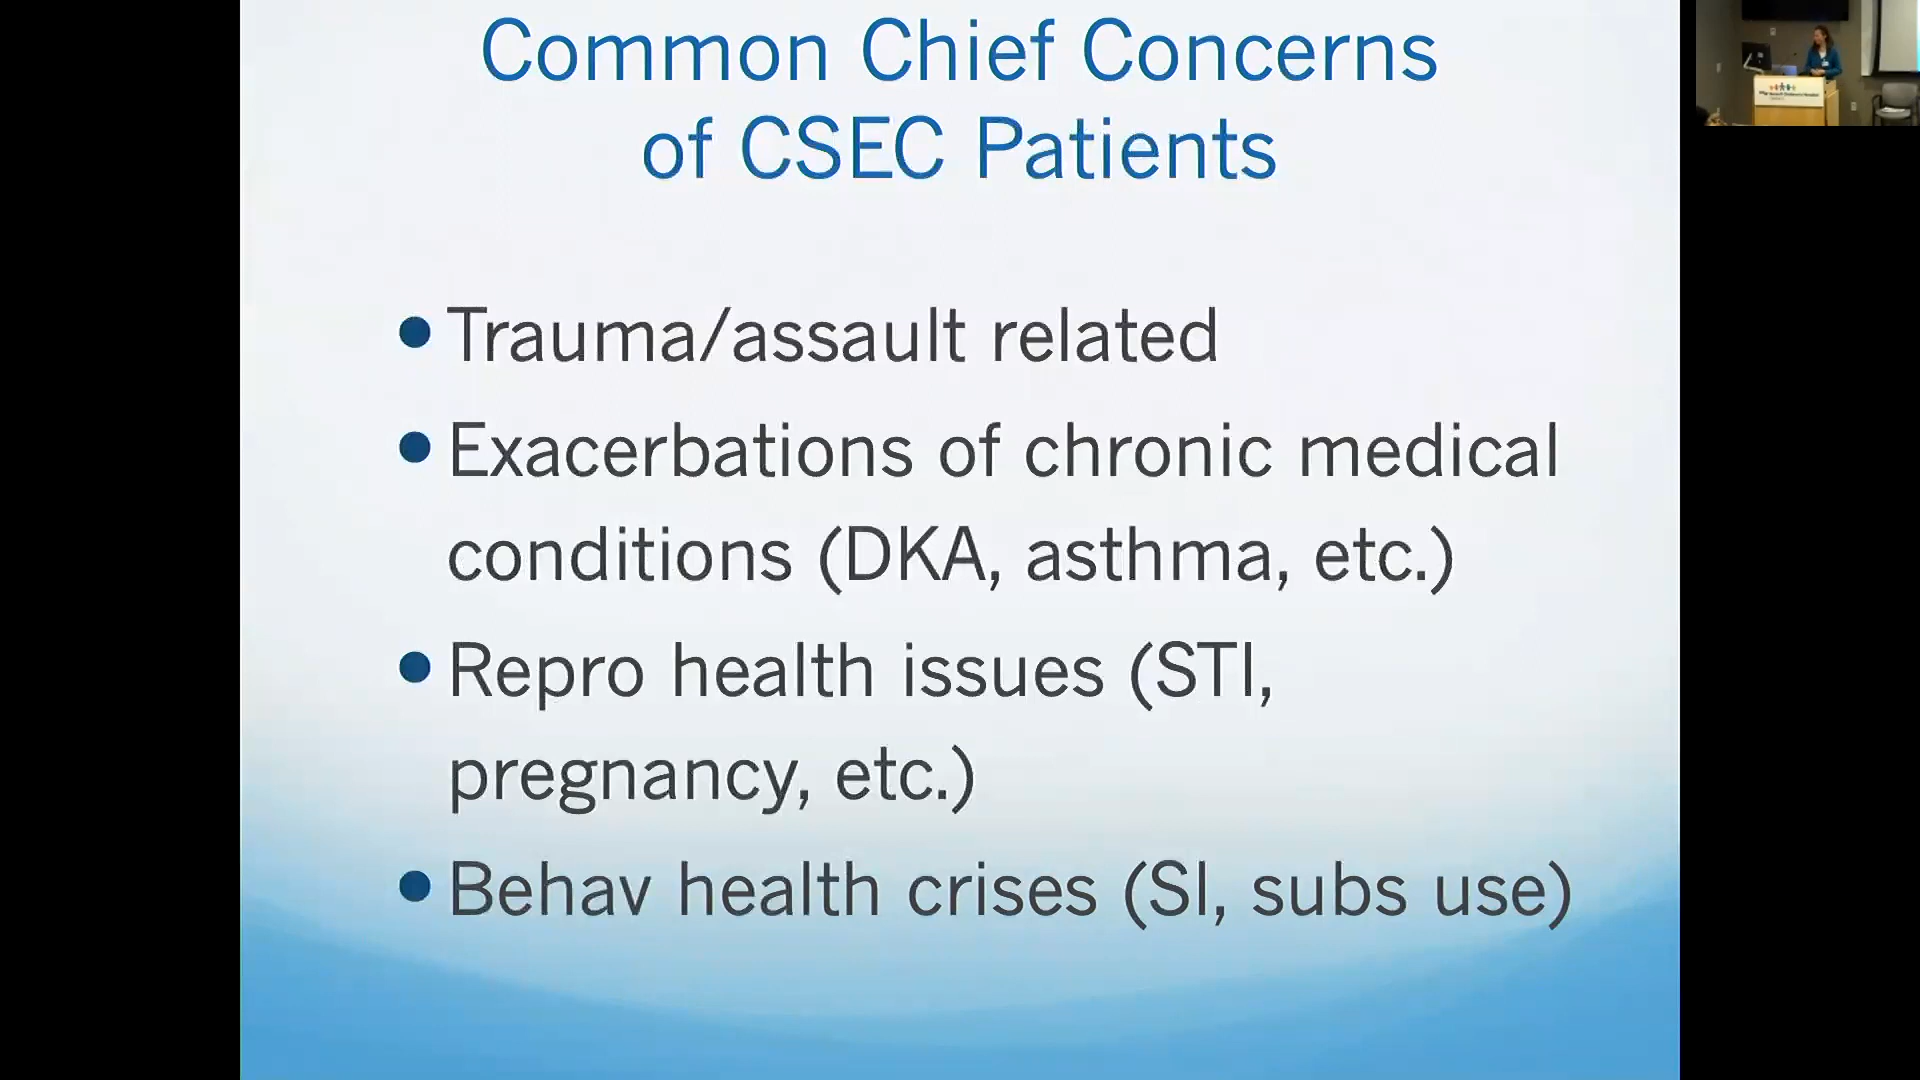 Common Chief Concerns
of CSEC Patients
• Trauma/assault related
• Exacerbations of chronic medical
conditions (DKA, asthma, etc.)
• Repro health issues (STI,
pregnancy, etc.)
• Behav health crises (SI, subs use)